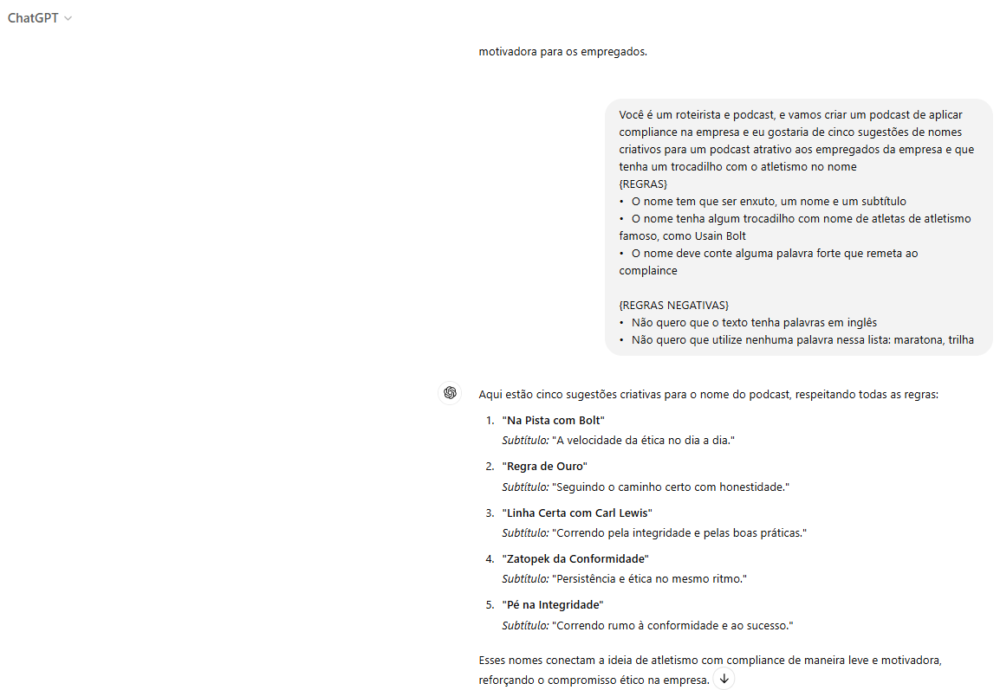 ChatGPT
motivadora para os empregados.
Você é um roteirista e podcast, e vamos criar um podcast de aplicar
compliance na empresa e eu gostaria de cinco sugestões de nomes
criativos para um podcast atrativo aos empregados da empresa e que
tenha um trocadilho com o atletismo no nome
{REGRAS}
• O nome tem que ser enxuto, um nome e um subtítulo
• O nome tenha algum trocadilho com nome de atletas de atletismo
famoso, como Usain Bolt
• O nome deve conte alguma palavra forte que remeta ao
complaince
{REGRAS NEGATIVAS}
• Não quero que o texto tenha palavras em inglês
• Não quero que utilize nenhuma palavra nessa lista: maratona, trilha
Aqui estão cinco sugestões criativas para o nome do podcast, respeitando todas as regras:
1. "Na Pista com Bolt"
Subtítulo: "A velocidade da ética no dia a dia."
2. "Regra de Ouro"
Subtítulo: "Seguindo o caminho certo com honestidade."
3. "Linha Certa com Carl Lewis"
Subtítulo: "Correndo pela integridade e pelas boas práticas."
4. "Zatopek da Conformidade"
Subtítulo: "Persistência e ética no mesmo ritmo."
5. "Pé na Integridade"
Subtítulo: "Correndo rumo à conformidade e ao sucesso."
Esses nomes conectam a ideia de atletismo com compliance de maneira leve e motivadora,
reforçando o compromisso ético na empresa.